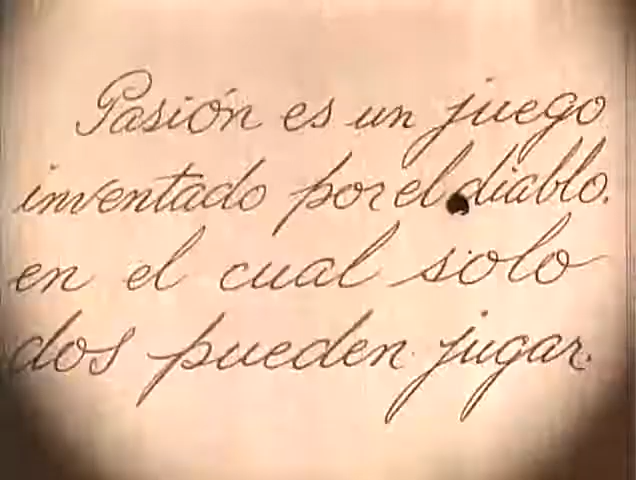 Pasión es un juego
inventado por el diablo.
en el cual solo
dos pueden jugar.